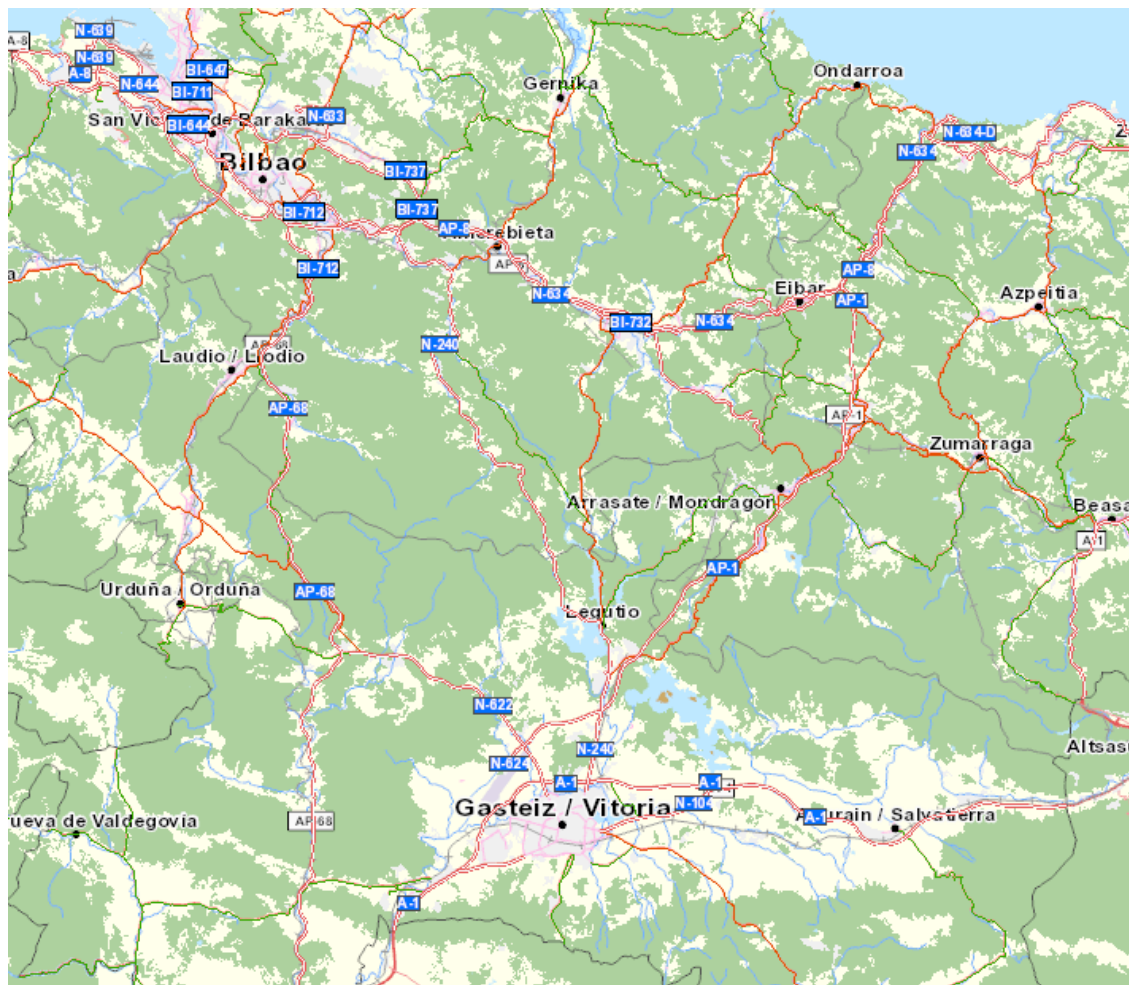 N-639
A-8
N-639
A-8
N-644
BI-647
BI-711
Gernika
Ondarroa
San Vic
de Baraka
N-633
BI-644
N-634-D
N-634
Z
Bilbao
BI-737
BI-737
BI-712
AP-8
orebieta
BI-712
AP-8
a
N-634
Eibar
AP-1
Azpeitia
BI-732
N-634
N-240
AP-68
Laudio / Llodio
AP-68
AP-1
Zumarraga
Arrasate / Mondragon
Beasa
AP-1
Urduña / Orduña
AP-68
Legutio
N-622
N-240
N-624
Altsasu
A-1
A-1
Gasteiz / Vitoria
N-104
A-1
urain / Salvatierra
ueva de Valdegovia
AP-68
A-1